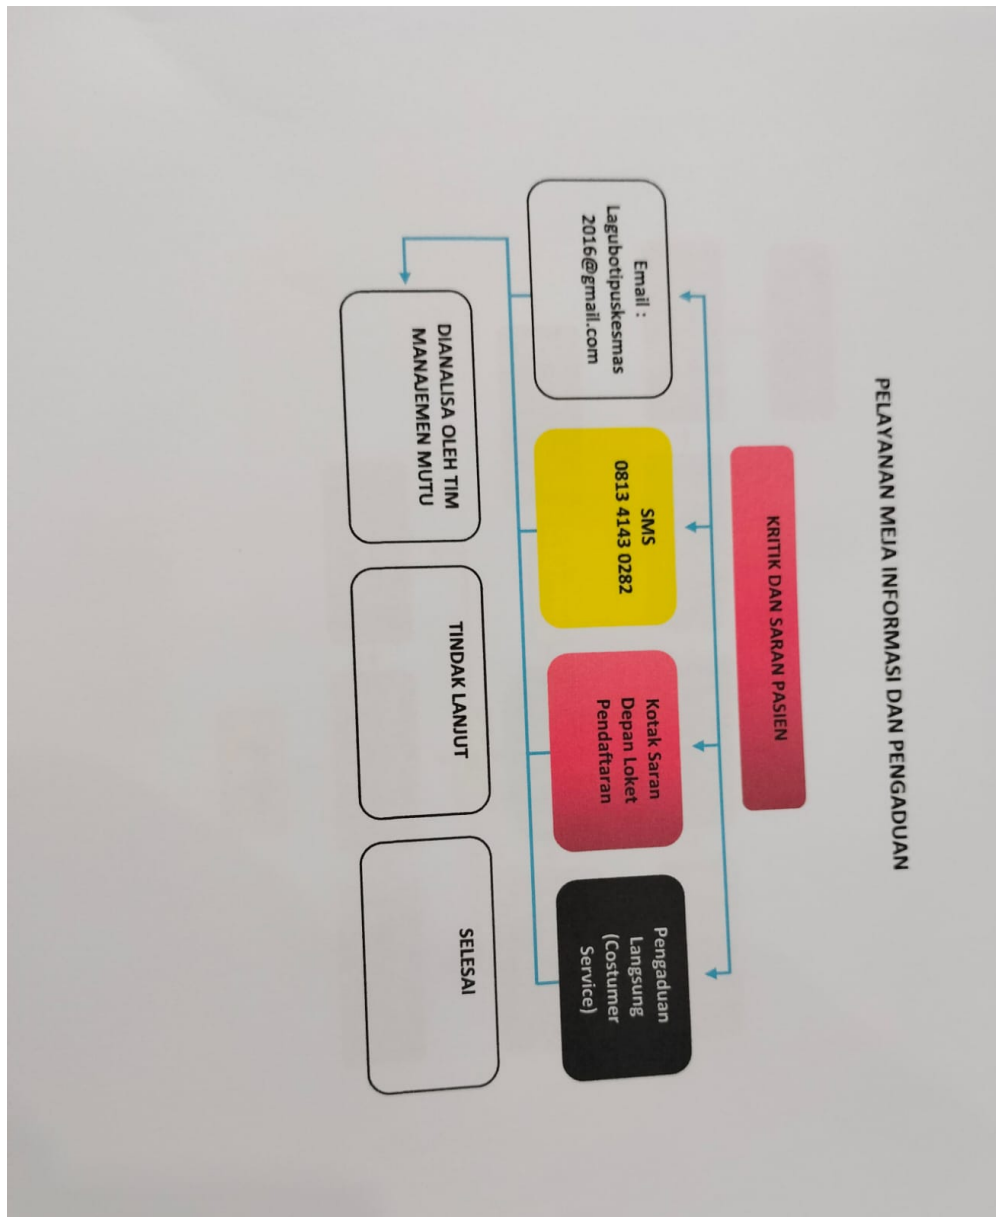 PELAYANAN MEJA INFORMASI DAN PENGADUAN
KRITIK DAN SARAN PASIEN
Email :
Lagubotipuskesmas
2016@gmail.com
SMS
0813 4143 0282
Kotak Saran
Depan Loket
Pendaftaran
Pengaduan
Langsung
(Costumer
Service)
DIANALISA OLEH TIM
MANAJEMEN MUTU
TINDAK LANJUT
SELESAI